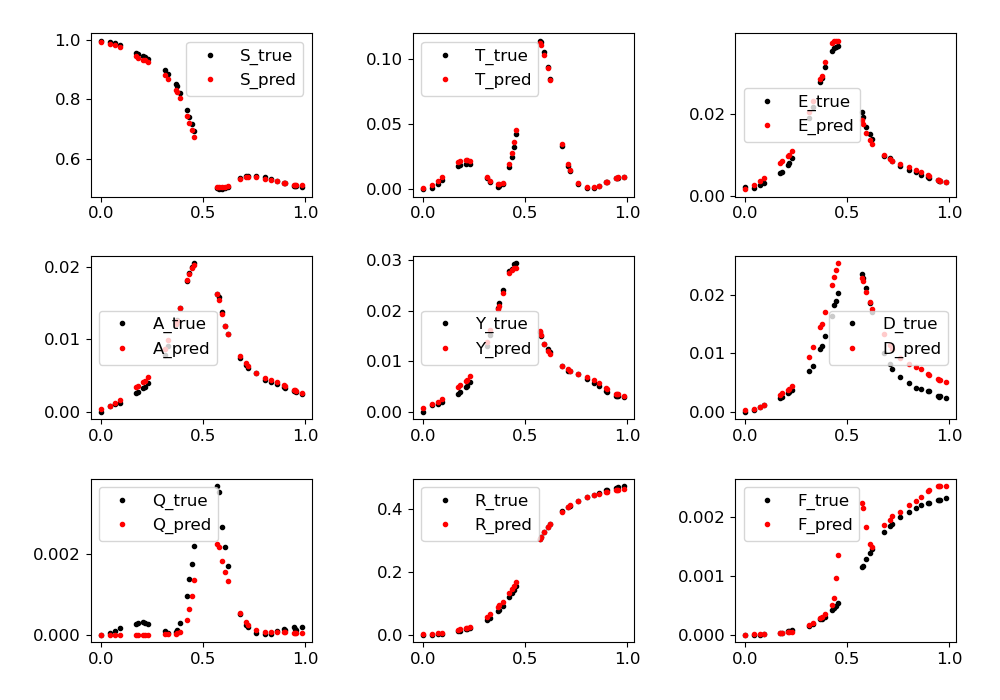 1.0
0.8
0.6
0.0
0.5
1.0
S_true
S_pred
0.10
0.05
0.00
0.0
0.5
1.0
T_true
T_pred
0.02
0.00
0.0
0.5
1.0
E_true
E_pred
0.02
0.01
0.00
0.0
0.5
1.0
A_true
A_pred
0.03
0.02
0.01
0.00
0.0
0.5
1.0
Y_true
Y_pred
0.02
0.01
0.00
0.0
0.5
1.0
D_true
D_pred
0.002
0.000
0.0
0.5
1.0
Q_true
Q_pred
0.4
0.2
0.0
0.0
0.5
1.0
R_true
R_pred
0.002
0.001
0.000
0.0
0.5
1.0
F_true
F_pred